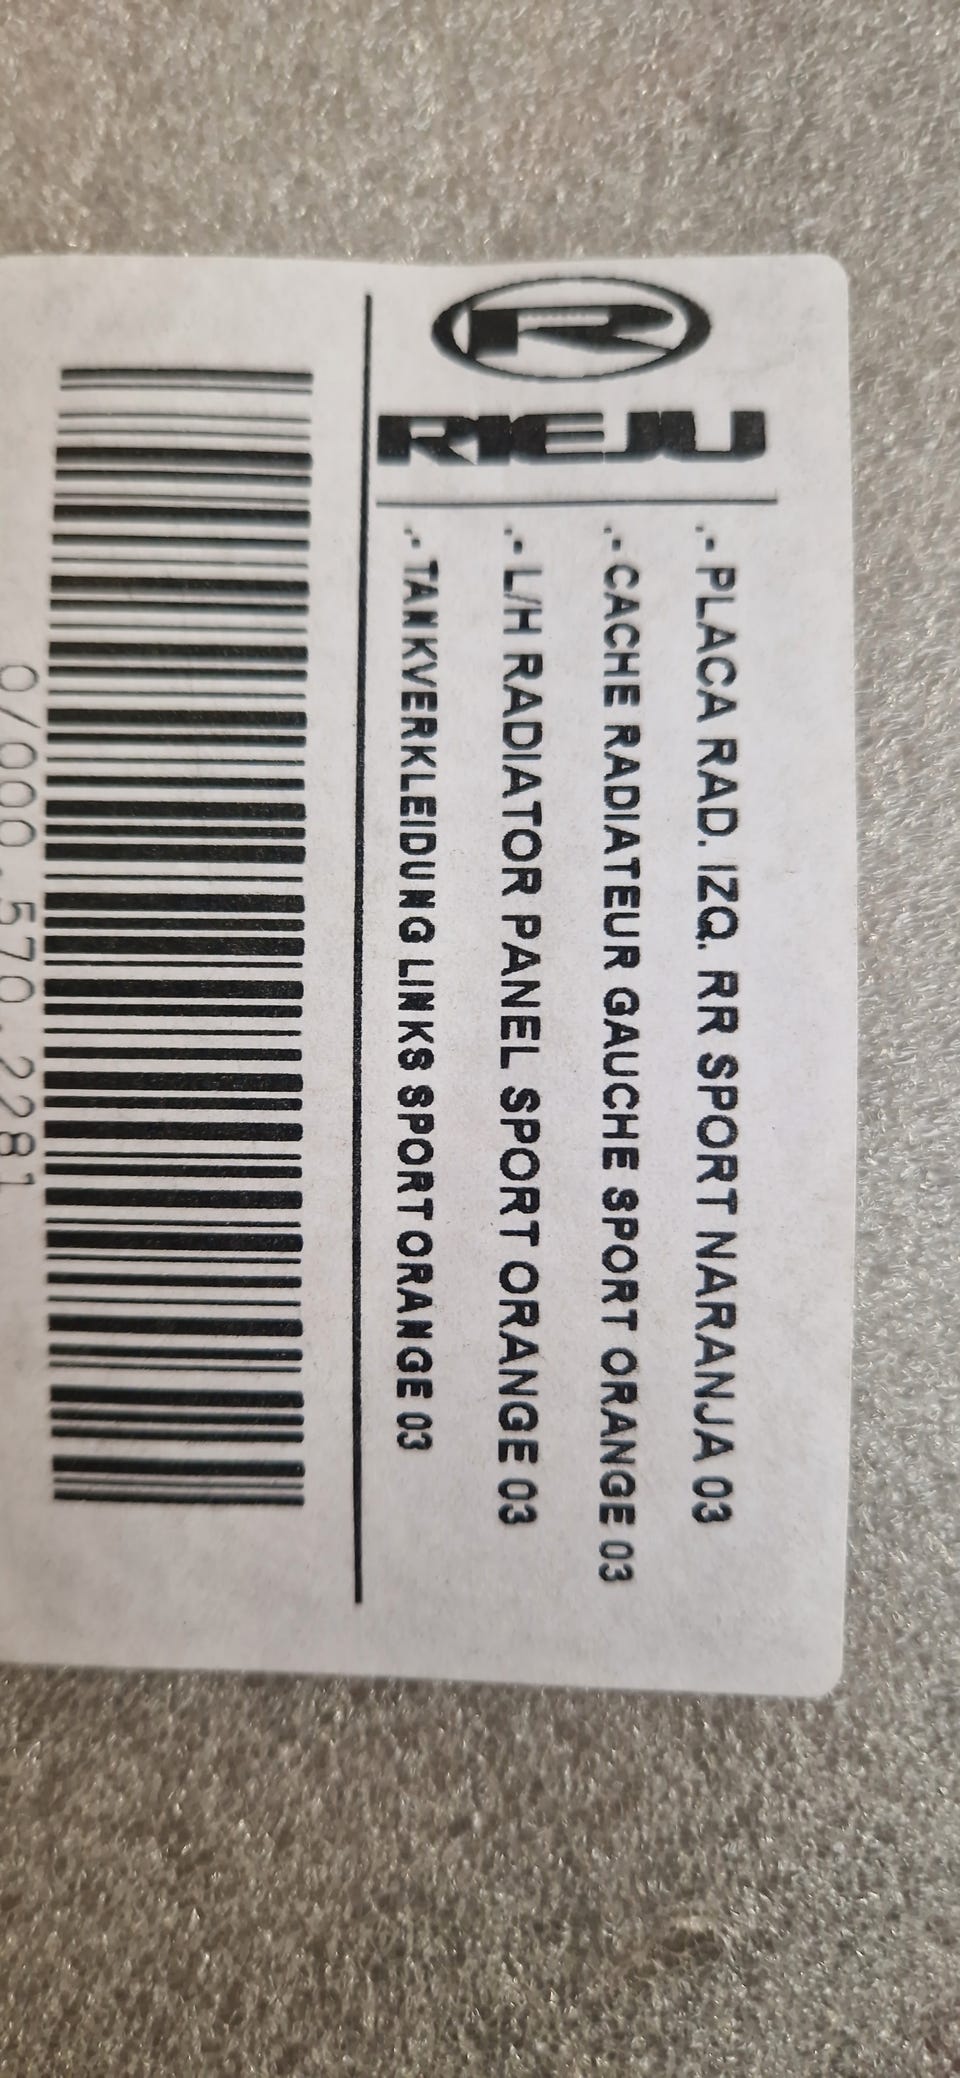 R
RIEJU
.- PLACA RAD. IZQ. RR SPORT NARANJA 03
.- CACHE RADIATEUR GAUCHE SPORT ORANGE 03
.- L/H RADIATOR PANEL SPORT ORANGE 03
.- TANKVERKLEIDUNG LINKS SPORT ORANGE 03
0/000.570.2281